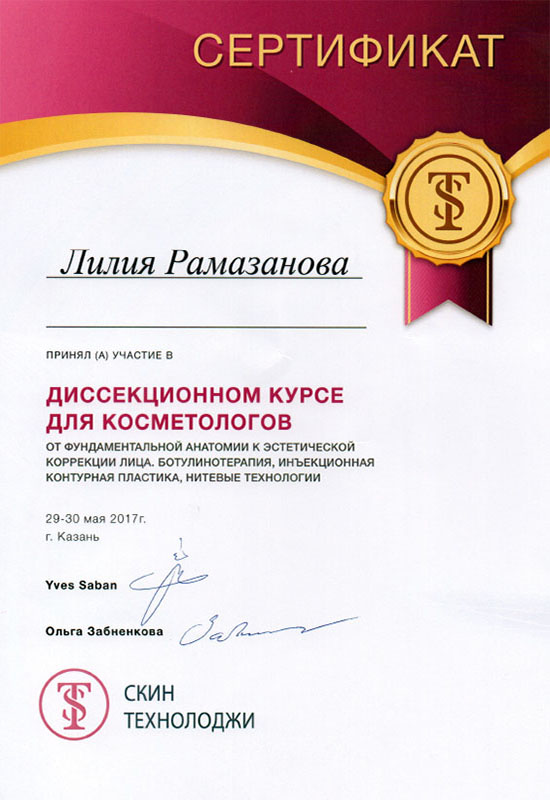 СЕРТИФИКАТ
TS
Лилия Рамазанова
ПРИНЯЛ (А) УЧАСТИЕ В
ДИССЕКЦИОННОМ КУРСЕ
ДЛЯ КОСМЕТОЛОГОВ
ОТ ФУНДАМЕНТАЛЬНОЙ АНАТОМИИ К ЭСТЕТИЧЕСКОЙ
КОРРЕКЦИИ ЛИЦА. БОТУЛИНОТЕРАПИЯ, ИНЪЕКЦИОННАЯ
КОНТУРНАЯ ПЛАСТИКА, НИТЕВЫЕ ТЕХНОЛОГИИ
29-30 мая 2017г.
г. Казань
Yves Saban
Ольга Забненкова
TS
СКИН
ТЕХНОЛОДЖИ